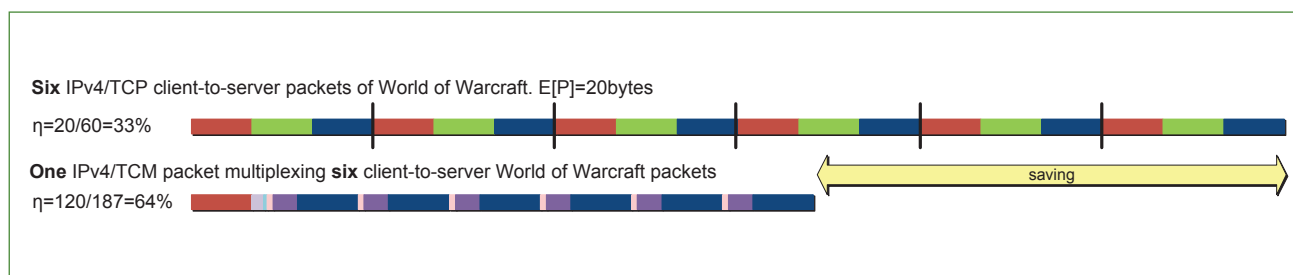 Six IPv4/TCP client-to-server packets of World of Warcraft. E[P]=20bytes
η=20/60=33%
One IPv4/TCM packet multiplexing six client-to-server World of Warcraft packets
saving
η=120/187=64%